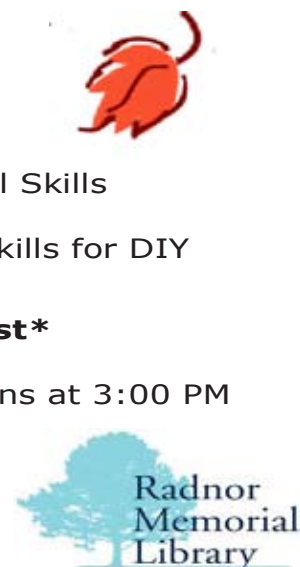 l Skills
kills for DIY
st*
ns at 3:00 PM
Radnor
Memorial
Library